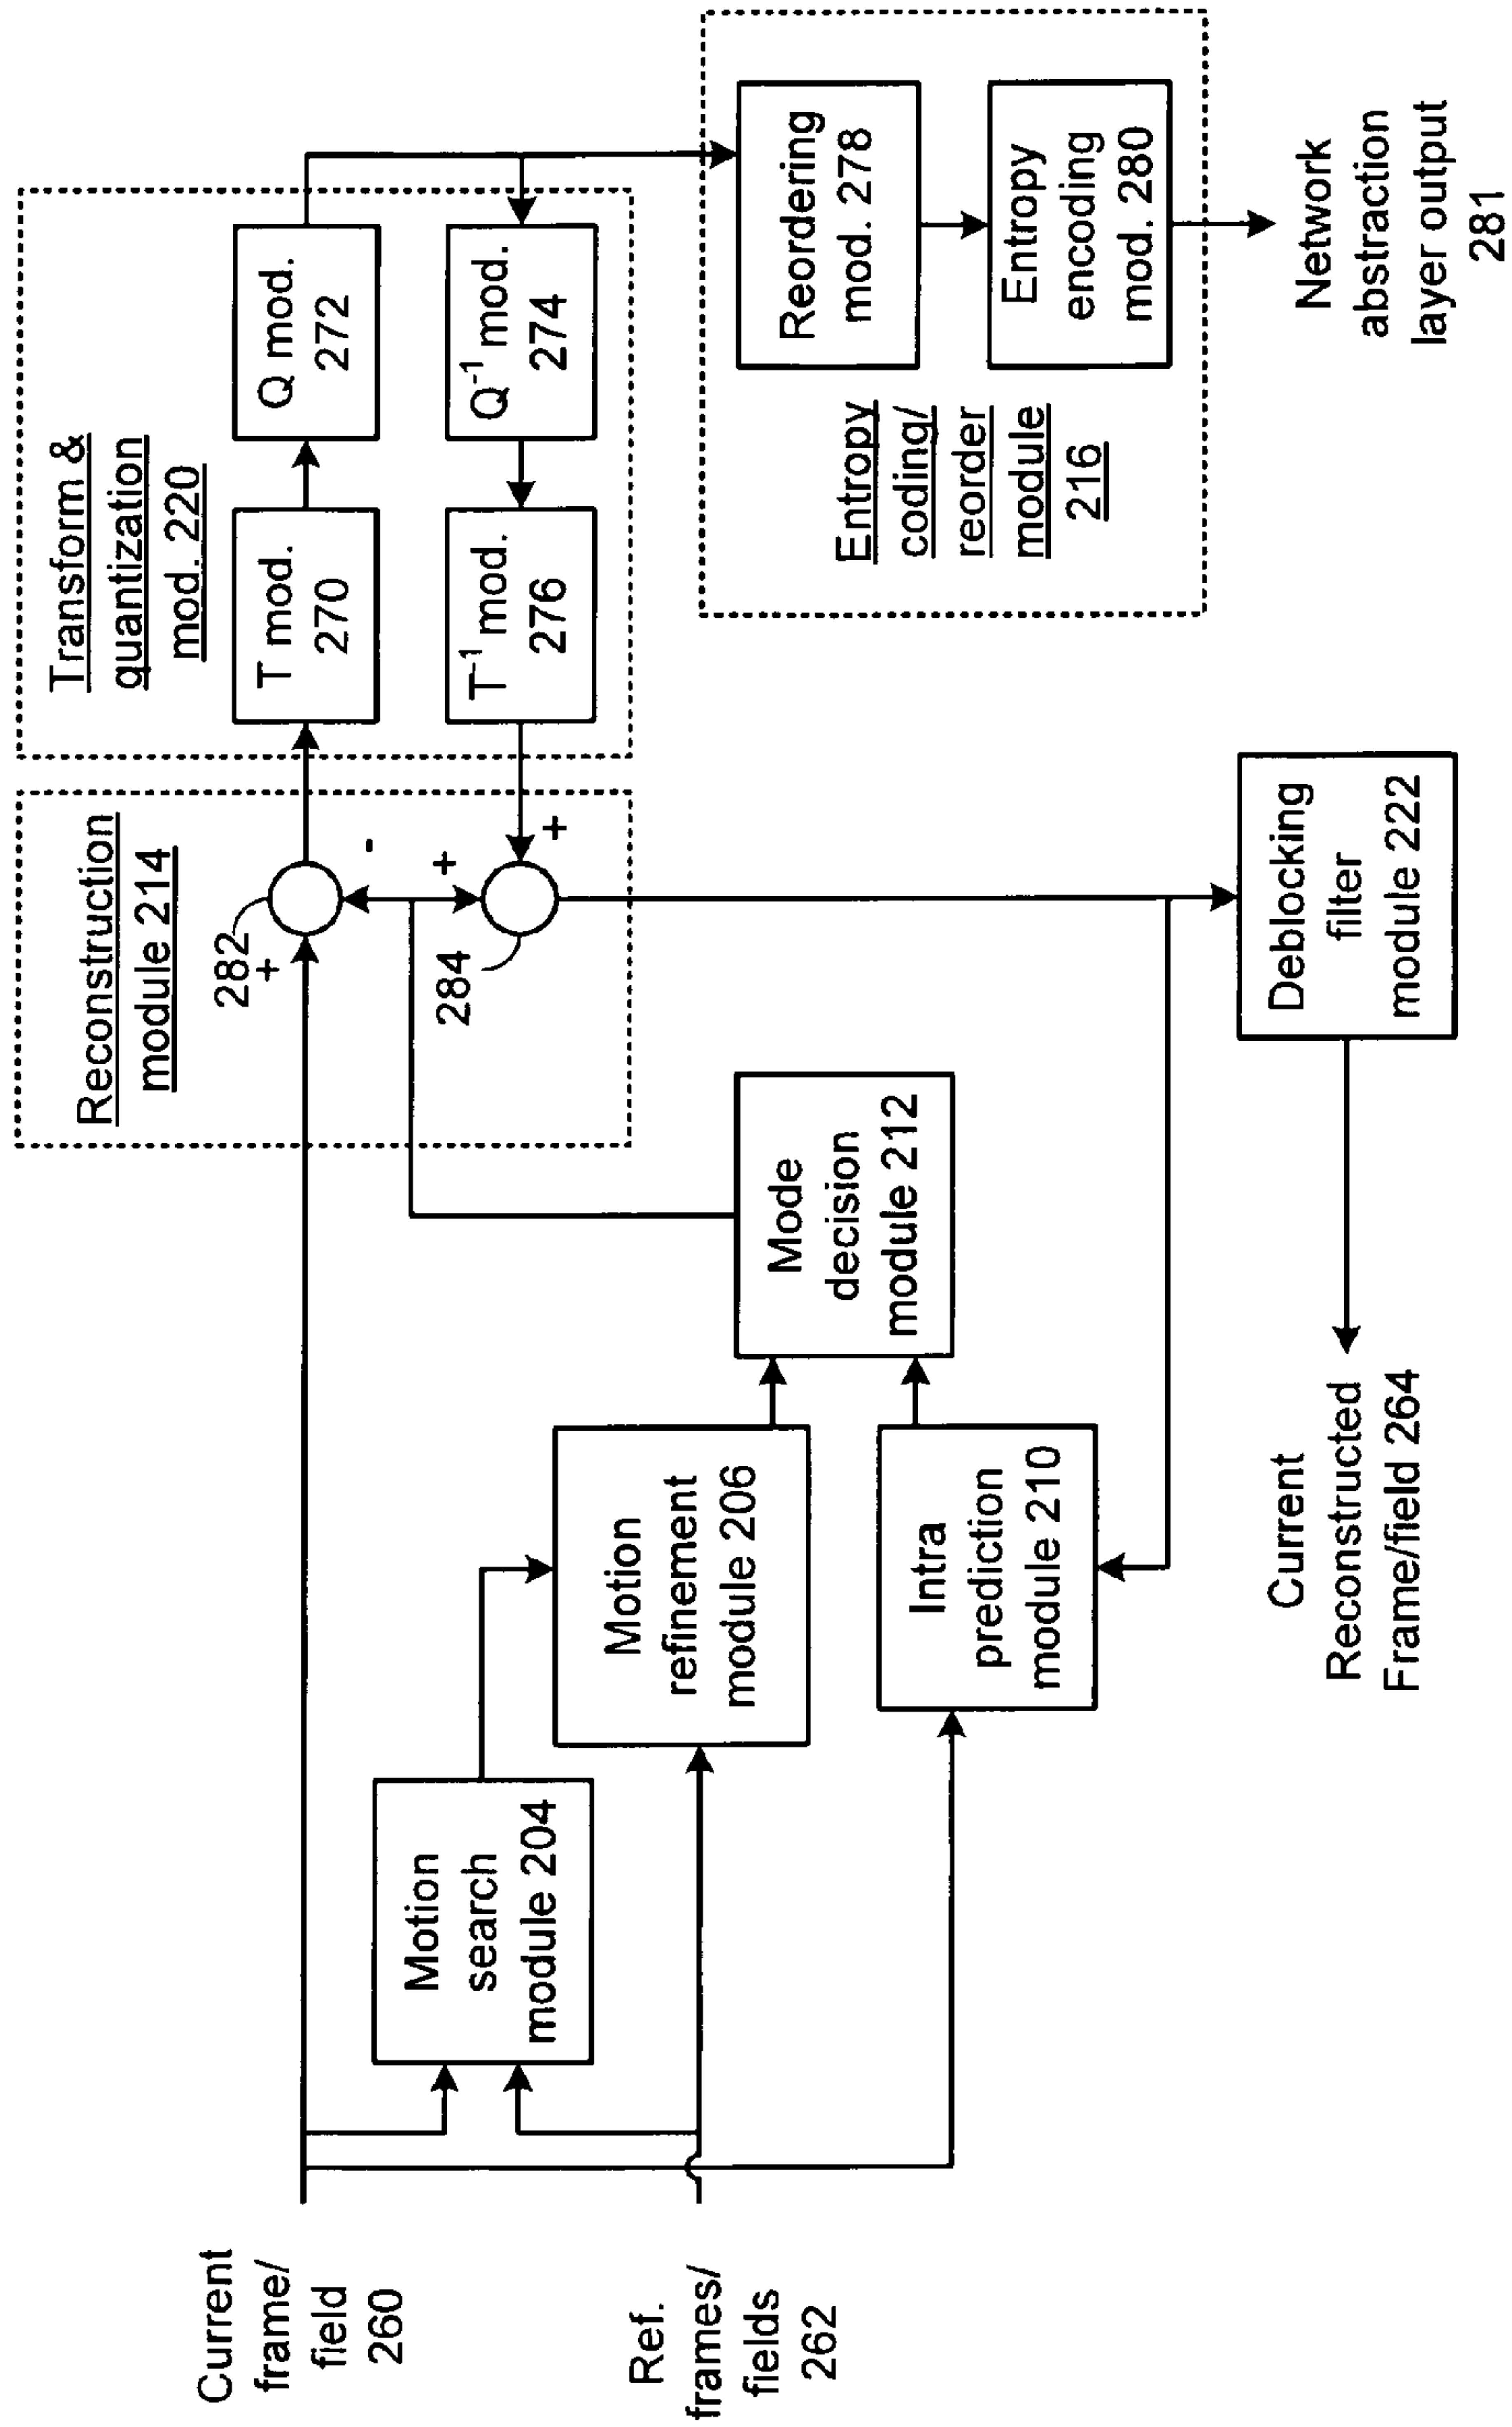 Current
frame/
field
260
Ref.
frames/
fields
262
Motion
search
module 204
Motion
refinement
module 206
Intra
prediction
module 210
Mode
decision
module 212
Reconstruction
module 214
282
+
-
+
284
+
Transform &
quantization
mod. 220
T mod.
270
Q mod.
272
T-1 mod.
276
Q-1 mod.
274
Entropy
coding/
reorder
module
216
Reordering
mod. 278
Entropy
encoding
mod. 280
Network
abstraction
layer output
281
Deblocking
filter
module 222
Current
Reconstructed
Frame/field 264